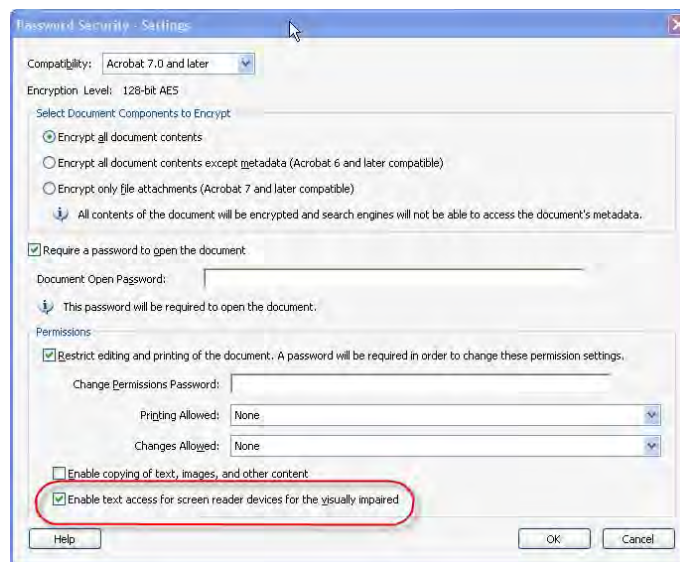 Password Security - Settings
Compatibility: Acrobat 7.0 and later
Encryption Level: 128-bit AES
Select Document Components to Encrypt
Encrypt all document contents
Encrypt all document contents except metadata (Acrobat 6 and later compatible)
Encrypt only file attachments (Acrobat 7 and later compatible)
All contents of the document will be encrypted and search engines will not be able to access the document's metadata.
Require a password to open the document
Document Open Password:
This password will be required to open the document.
Permissions
Restrict editing and printing of the document. A password will be required in order to change these permission settings.
Change Permissions Password:
Printing Allowed: None
Changes Allowed: None
Enable copying of text, images, and other content
Enable text access for screen reader devices for the visually impaired
Help OK Cancel